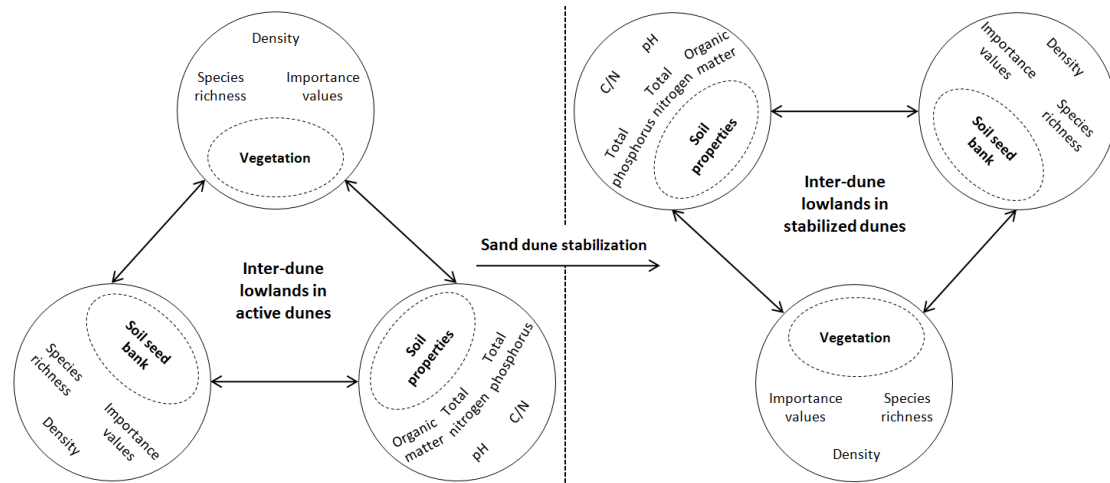 Density
Species
richness
Importance
values
Vegetation
Inter-dune
lowlands in
active dunes
Soil seed
bank
Species
richness
Density
Importance
values
Soil
properties
Organic
matter
Total
nitrogen
Total
phosphorus
pH
C/N
Sand dune stabilization
C/N
pH
Organic
matter
Total
nitrogen
Total
phosphorus
Soil
properties
Importance
values
Density
Species
richness
Soil seed
bank
Inter-dune
lowlands in
stabilized dunes
Vegetation
Importance
values
Species
richness
Density